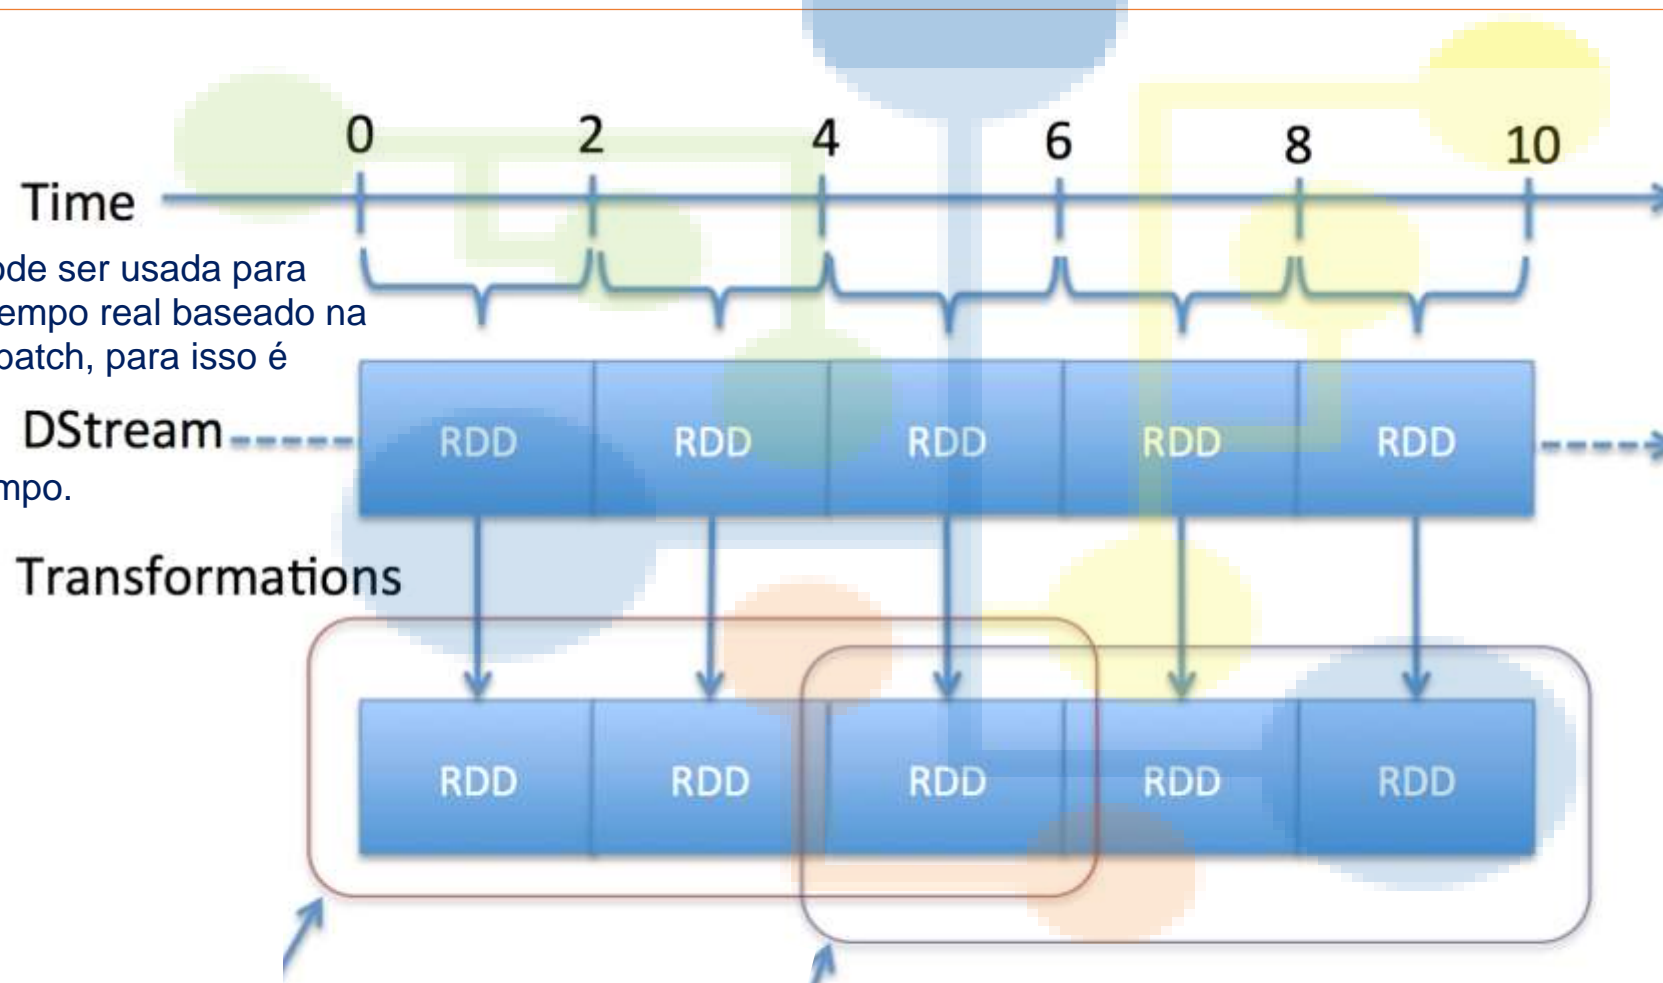 0 2 4 6 8 10
Time
ode ser usada para
empo real baseado na
patch, para isso é
DStream
RDD RDD RDD RDD RDD
mpo.
Transformations
RDD RDD RDD RDD RDD